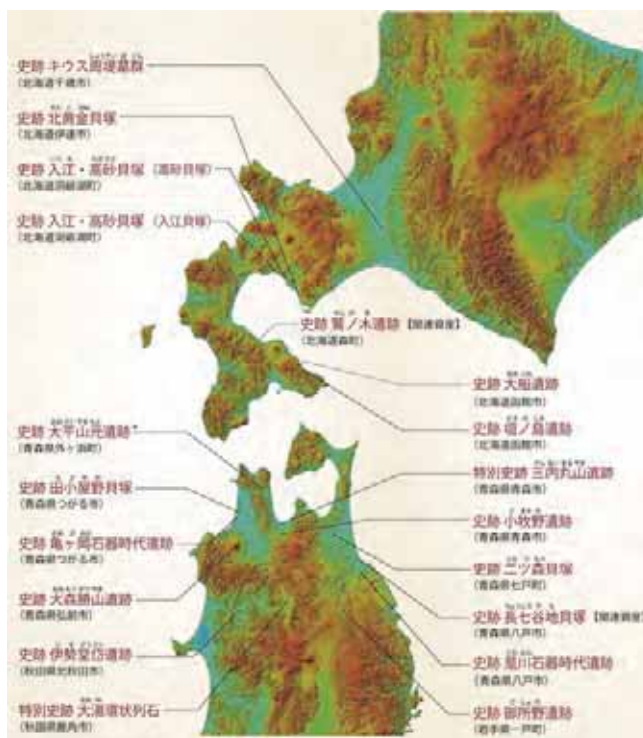 史跡 キウス周堤墓群
(北海道千歳市)
史跡 北黄金貝塚
(北海道伊達市)
史跡 入江・高砂貝塚 (高砂貝塚)
(北海道洞爺湖町)
史跡 入江・高砂貝塚 (入江貝塚)
(北海道洞爺湖町)
史跡 鷲ノ木遺跡 【関連資産】
(北海道森町)
史跡 大船遺跡
(北海道函館市)
史跡 垣ノ島遺跡
(北海道函館市)
史跡 大平山元遺跡
(青森県外ヶ浜町)
史跡 田小屋野貝塚
(青森県つがる市)
史跡 亀ヶ岡石器時代遺跡
(青森県つがる市)
史跡 大森勝山遺跡
(青森県弘前市)
史跡 伊勢堂岱遺跡
(秋田県北秋田市)
特別史跡 大湯環状列石
(秋田県鹿角市)
特別史跡 三内丸山遺跡
(青森県青森市)
史跡 小牧野遺跡
(青森県青森市)
史跡 二ツ森貝塚
(青森県七戸町)
史跡 長七谷地貝塚 【関連資産】
(青森県八戸市)
史跡 是川石器時代遺跡
(青森県八戸市)
史跡 御所野遺跡
(岩手県一戸町)